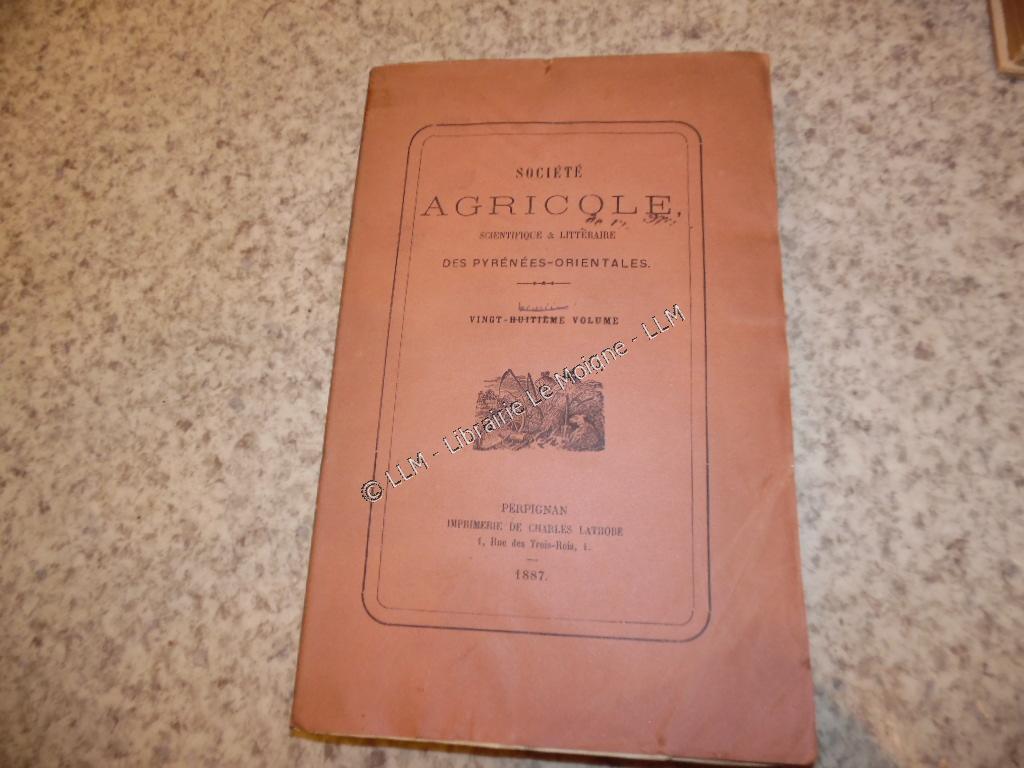 SOCIÉTÉ
AGRICOLE,
SCIENTIFIQUE & LITTÉRAIRE
DES PYRÉNÉES-ORIENTALES.
VINGT-HUITIÈME VOLUME
© LLM - Librairie Le Moigne - LLM
PERPIGNAN
IMPRIMERIE DE CHARLES LATROBE
1, Rue des Trois-Rois, 1.
1887.